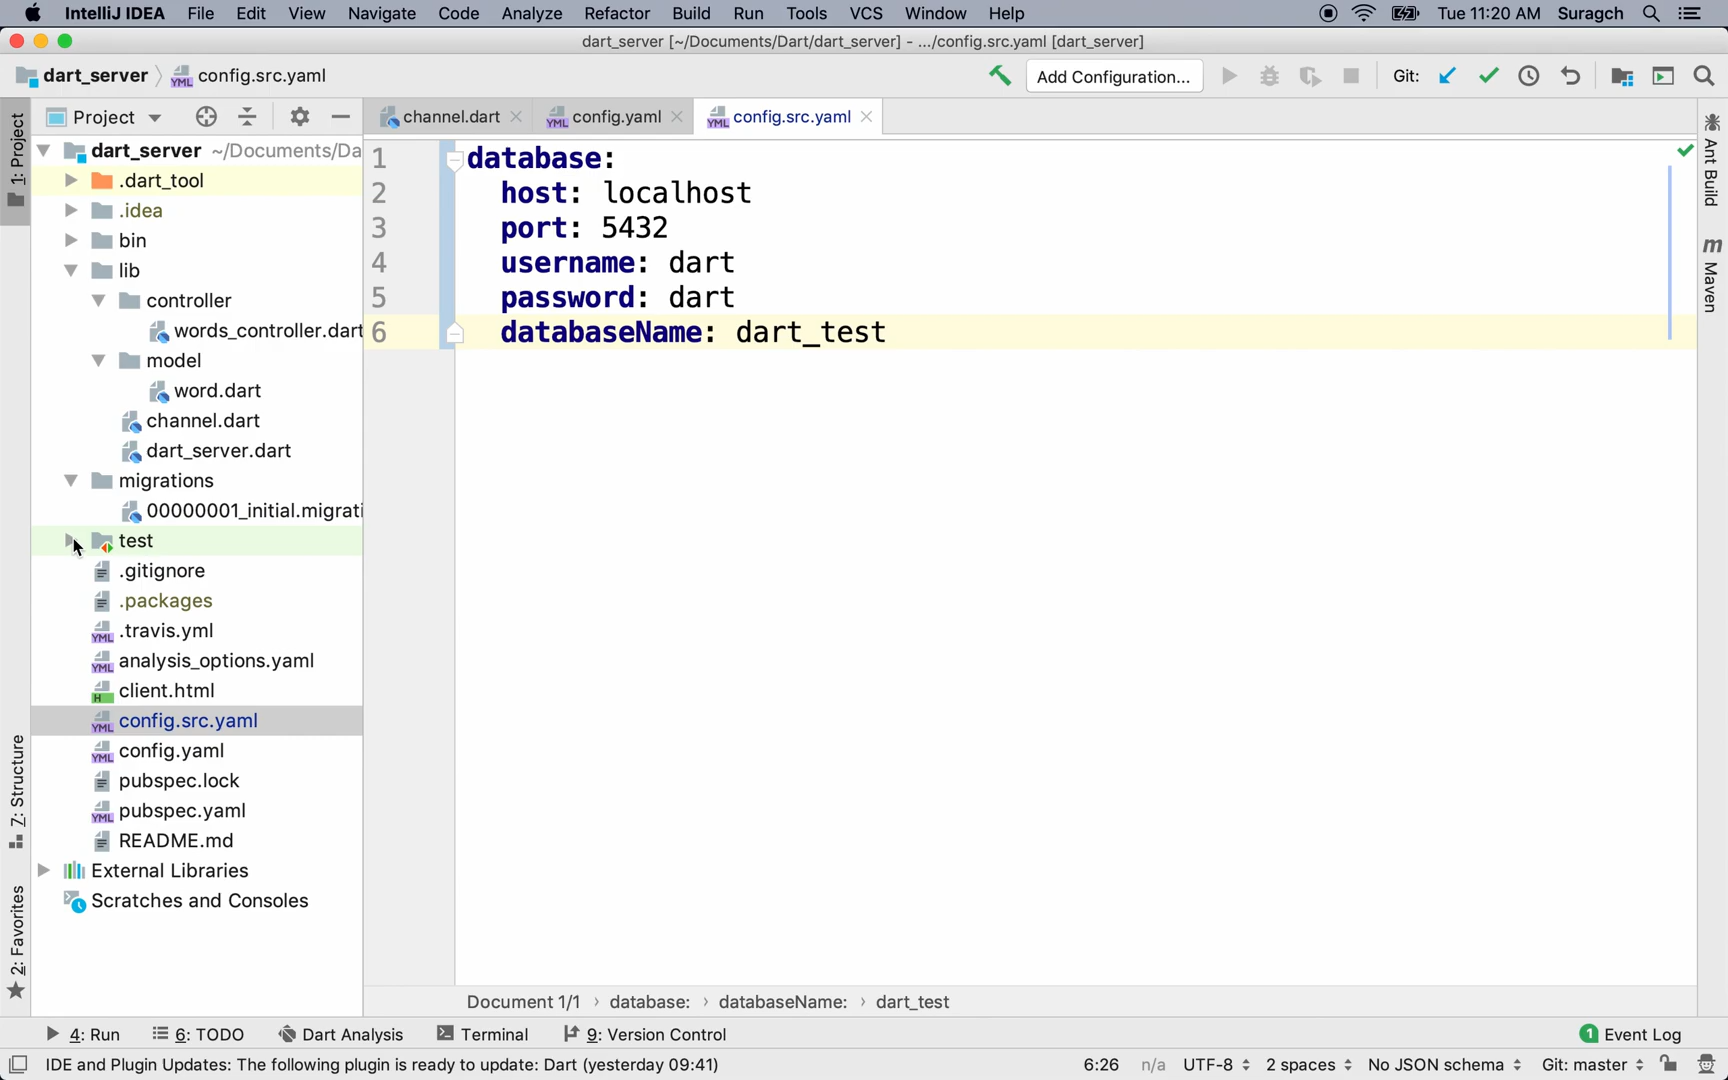 IntelliJ IDEA File Edit View Navigate Code Analyze Refactor Build Run Tools VCS Window Help Tue 11:20 AM Suragch
dart_server [~/Documents/Dart/dart_server] - .../config.src.yaml [dart_server]
dart_server config.src.yaml Add Configuration... Git:
1: Project
Project
channel.dart config.yaml config.src.yaml
dart_server ~/Documents/Da
.dart_tool
.idea
bin
lib
controller
words_controller.dart
model
word.dart
channel.dart
dart_server.dart
migrations
00000001_initial.migrati
test
.gitignore
.packages
.travis.yml
analysis_options.yaml
client.html
config.src.yaml
config.yaml
pubspec.lock
pubspec.yaml
README.md
External Libraries
Scratches and Consoles
1 database:
2 host: localhost
3 port: 5432
4 username: dart
5 password: dart
6 databaseName: dart_test
Ant Build
m Maven
Z: Structure
2: Favorites
Document 1/1 › database: › databaseName: › dart_test
4: Run 6: TODO Dart Analysis Terminal 9: Version Control 1 Event Log
IDE and Plugin Updates: The following plugin is ready to update: Dart (yesterday 09:41) 6:26 n/a UTF-8 2 spaces No JSON schema Git: master